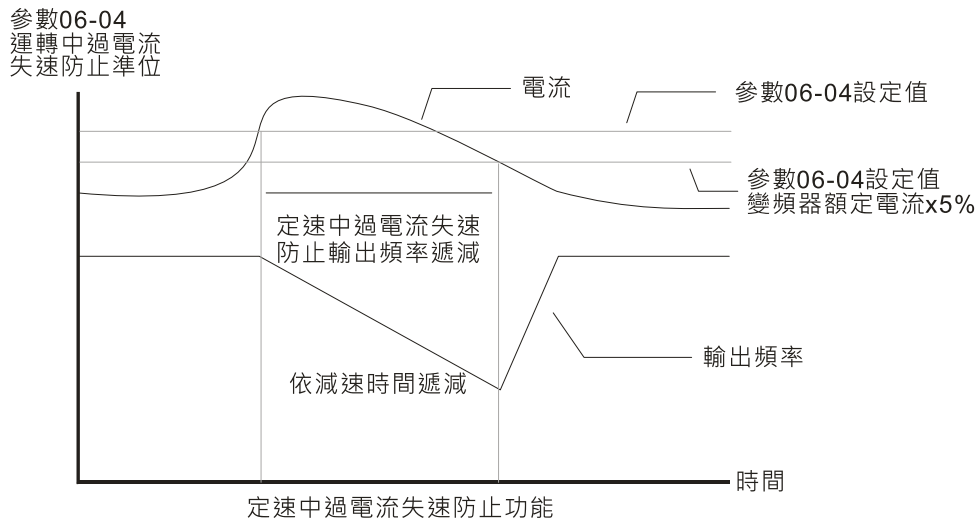 參數06-04
運轉中過電流
失速防止準位
電流
參數06-04設定值
參數06-04設定值
變頻器額定電流x5%
定速中過電流失速
防止輸出頻率遞減
輸出頻率
依減速時間遞減
時間
定速中過電流失速防止功能